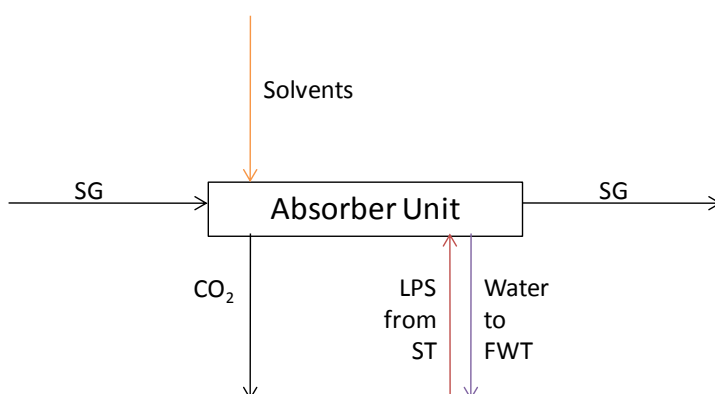 Solvents
SG
Absorber Unit
SG
CO₂
LPS
from
ST
Water
to
FWT